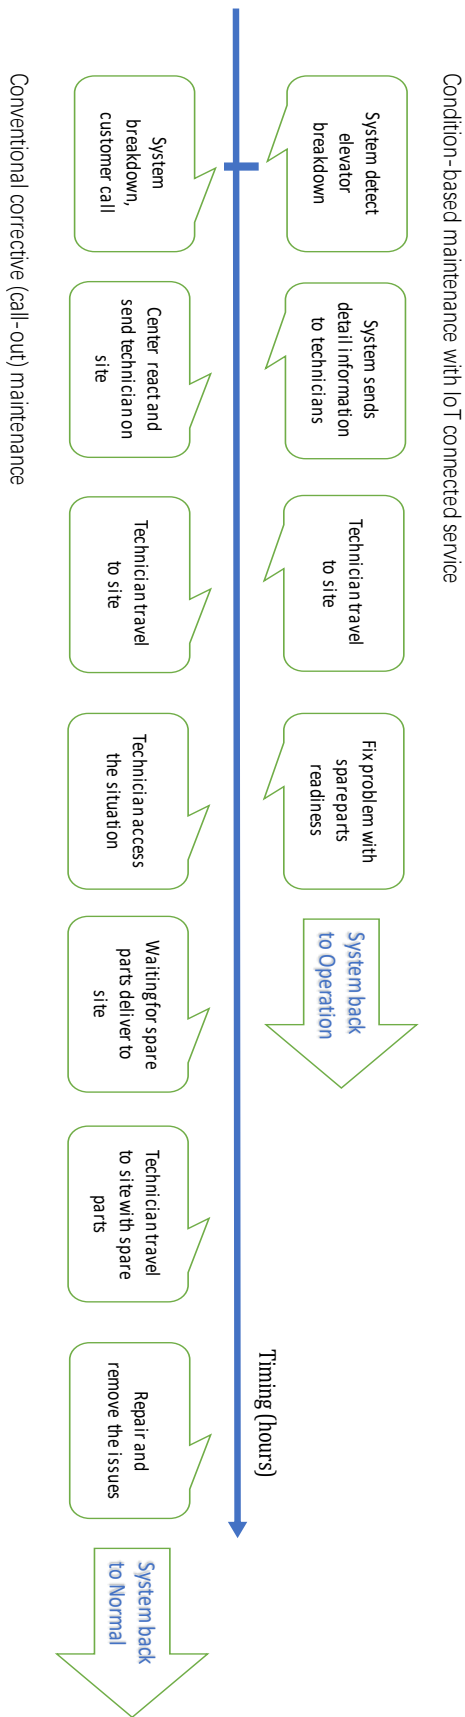 Condition-based maintenance with IoT connected service
System detect
elevator
breakdown
System sends
detail information
to technicians
Technician travel
to site
Fix problem with
spareparts
readiness
System back
to Operation
Timing (hours)
System
breakdown,
customer call
Center react and
send technician on
site
Technician travel
to site
Technician access
the situation
Waiting for spare
parts deliver to
site
Technician travel
to site with spare
parts
Repair and
remove the issues
System back
to Normal
Conventional corrective (call-out) maintenance